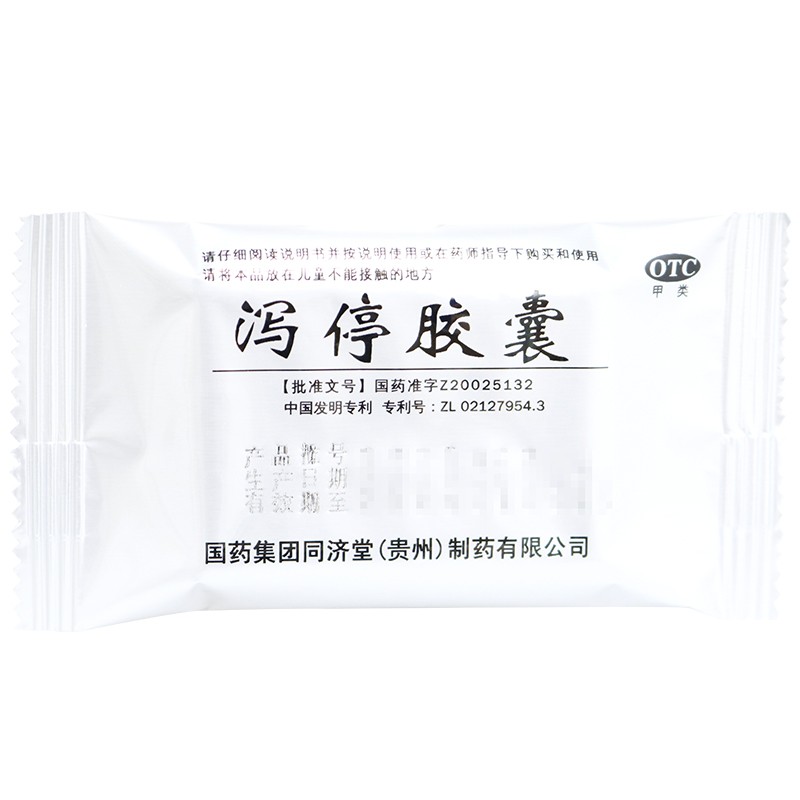 请仔细阅读说明书并按说明使用或在药师指导下购买和使用
请将本品放在儿童不能接触的地方
OTC
甲类
泻停胶囊
【批准文号】国药准字Z20025132
中国发明专利 专利号：ZL 02127954.3
产品批号
生产日期
有效期至
国药集团同济堂(贵州)制药有限公司